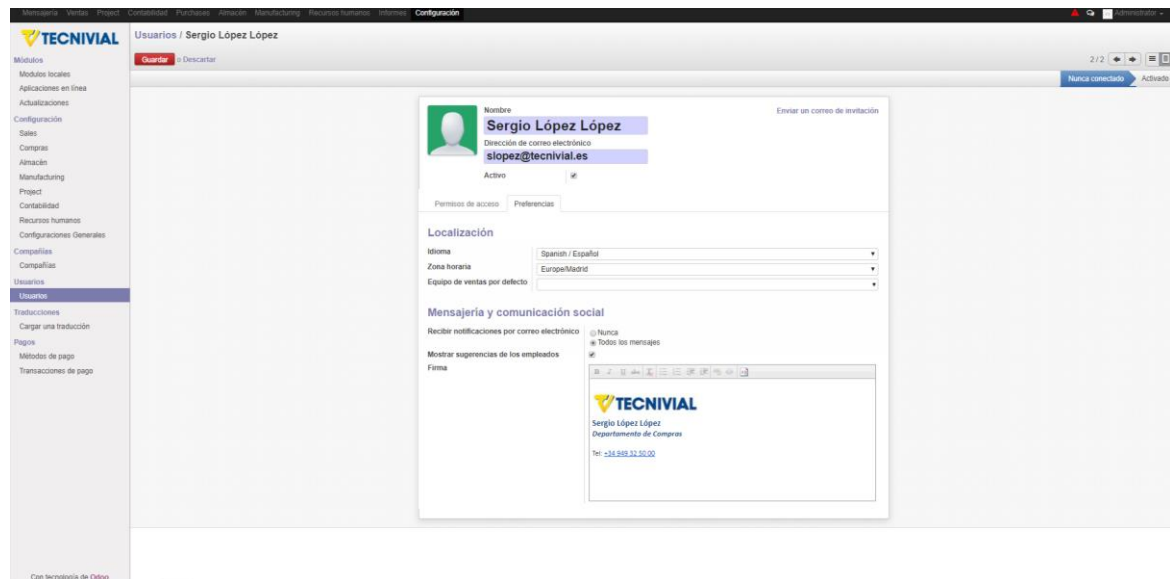 Mensajería Ventas Project Contabilidad Purchases Almacén Manufacturing Recursos humanos Informes Configuración Administrator
TECNIVIAL
Usuarios / Sergio López López
Guardar o Descartar
2 / 2
Nunca conectado Activado
Módulos
Modulos locales
Aplicaciones en línea
Actualizaciones
Configuración
Sales
Compras
Almacén
Manufacturing
Project
Contabilidad
Recursos humanos
Configuraciones Generales
Compañías
Compañías
Usuarios
Usuarios
Traducciones
Cargar una traducción
Pagos
Métodos de pago
Transacciones de pago
Con tecnología de Odoo
Nombre
Enviar un correo de invitación
Sergio López López
Dirección de correo electrónico
slopez@tecnivial.es
Activo
Permisos de acceso Preferencias
Localización
Idioma Spanish / Español
Zona horaria Europe/Madrid
Equipo de ventas por defecto
Mensajería y comunicación social
Recibir notificaciones por correo electrónico Nunca
Todos los mensajes
Mostrar sugerencias de los empleados
Firma
B I U abc
TECNIVIAL
Sergio López López
Departamento de Compras
Tel: +34 949 32 50 00